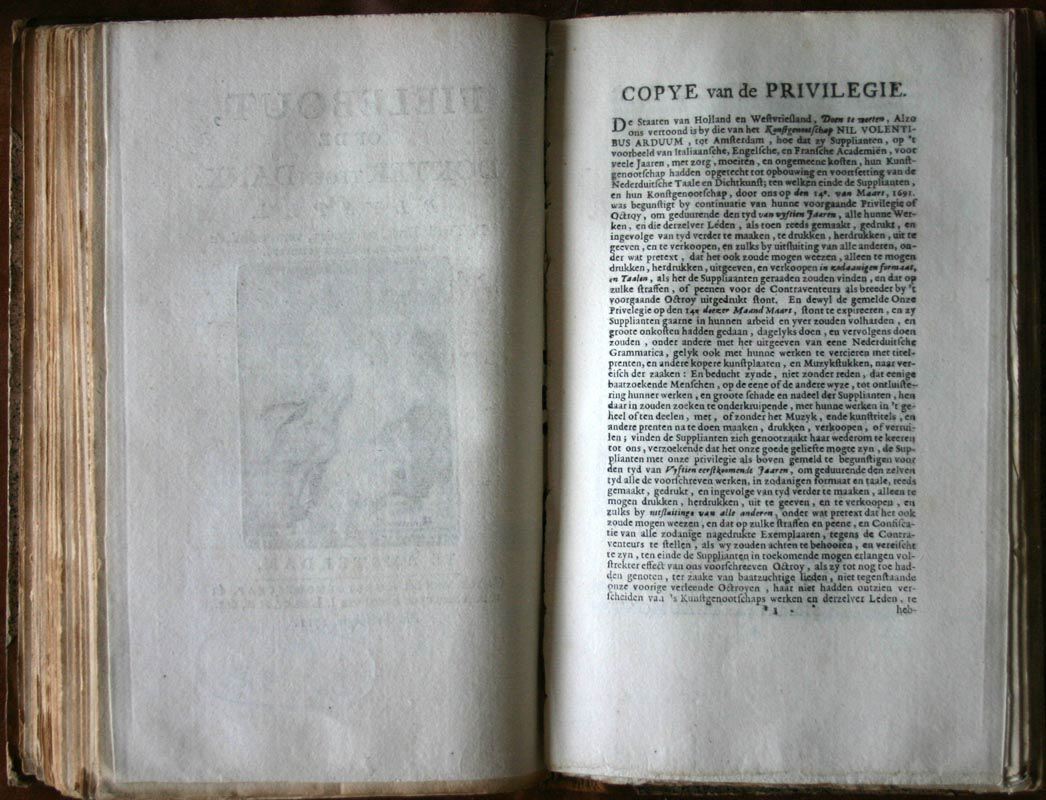 FIELEBOUT,
OF DE
COPYE van de PRIVILEGIE.
De Staaten van Holland en Westvriesland, Doen te weeten, Alzo
ons vertoond is by die van het Konstgenootschap NIL VOLENTI-
BUS ARDUUM, tot Amsterdam, hoe dat zy Supplianten, op 't
voorbeeld van Italiaansche, Engelsche, en Fransche Academiën, voor
veele Jaaren, met zorg, moeiten, en ongemeene kosten, hun Kunst-
genootschap hadden opgerecht tot opbouwing en voortsetting van de
Nederduitsche Taale en Dichtkunst; ten welken einde de Supplianten,
en hun Konstgenootschap, door ons op den 14e. van Maart, 1691.
was begunstigt by continuatie van hunne voorgaande Privilegie of
Octroy, om geduurende den tyd van vystien Jaaren, alle hunne Wer-
ken, en die derzelver Leden, als toen reeds gemaakt, gedrukt, en
ingevolge van tyd verder te maaken, te drukken, herdrukken, uit te
geeven, en te verkoopen, en zulks by uitsluiting van alle anderen, on-
der wat pretext, dat het ook zoude mogen weezen, alleen te mogen
drukken, herdrukken, uitgeeven, en verkoopen in zodaanigen formaat,
en Taalen, als het de Suppliaanten geraaden zouden vinden, en dat op
zulke straffen, of peenen voor de Contraventeurs als breeder by 't
voorgaande Octroy uitgedrukt stont. En dewyl de gemelde Onze
Privilegie op den 14e deezer Maand Maart, stont te expireeren, en zy
Supplianten gaarne in hunnen arbeid en yver zouden volharden, en
groote onkosten hadden gedaan, dagelyks doen, en vervolgens doen
zouden, onder andere met het uitgeeven van eene Nederduitsche
Grammatica, gelyk ook met hunne werken te vercieren met titel-
prenten, en andere kopere kunstplaaten, en Muzykstukken, naar ver-
eisch der zaaken: En beducht zynde, niet zonder reden, dat eenige
baatzoekende Menschen, op de eene of de andere wyze, tot ontluiste-
ring hunner werken, en groote schade en nadeel der Supplianten, hen
daar in zouden zoeken te onderkruipende, met hunne werken in 't ge-
heel of ten deelen, met, of zonder het Muzyk, ende kunsttitels, en
andere prenten na te doen maaken, drukken, verkoopen, of verrui-
len; vinden de Supplianten zich genootzaakt haar wederom te keeren
tot ons, verzoekende dat het onze goede geliefte mogte zyn, de Sup-
plianten met onze privilegie als boven gemeld te begunstigen voor
den tyd van Vystien eerstkoomende Jaaren, om geduurende den zelven
tyd alle de voorschreven werken, in zodanigen formaat en taale, reeds
gemaakt, gedrukt, en ingevolge van tyd verder te maaken, alleen te
mogen drukken, herdrukken, uit te geeven, en te verkoopen, en
zulks by uitsluitinge van alle anderen, onder wat pretext dat het ook
zoude mogen weezen, en dat op zulke straffen en peene, en Confisca-
tie van alle zodanige nagedrukte Exemplaaren, tegens de Contra-
venteurs te stellen, als wy zouden achten te behooren, en vereischt
te zyn, ten einde de Supplianten in toekomende mogen erlangen vol-
strekter effect van ons voorschreeven Octroy, als zy tot nog toe had-
den genoten, ter zaake van baatzuchtige lieden, niet tegenstaande
onze voorige verleende Octroyen, haar niet hadden ontzien ver-
scheiden van 's Kunstgenootschaps werken en derzelver Leden, te
*1
heb-